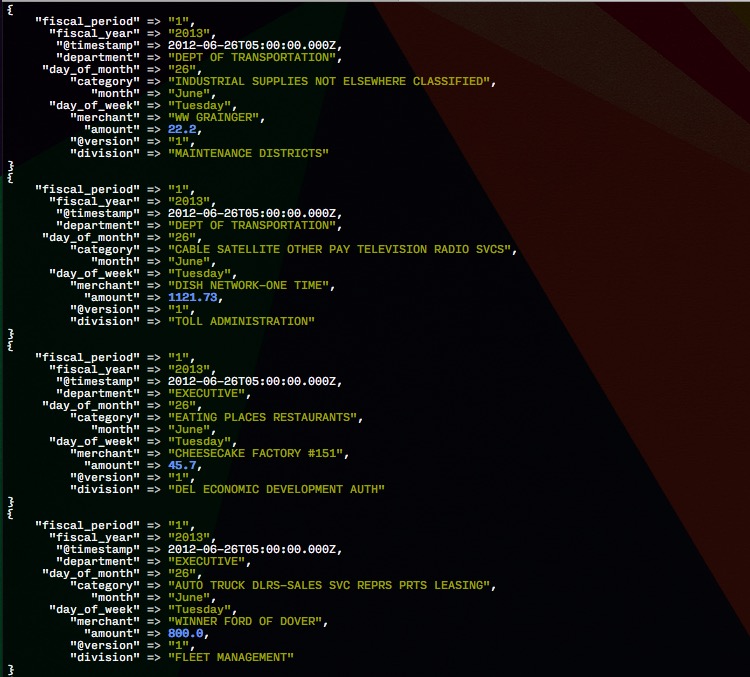 {
"fiscal_period" => "1",
"fiscal_year" => "2013",
"@timestamp" => 2012-06-26T05:00:00.000Z,
"department" => "DEPT OF TRANSPORTATION",
"day_of_month" => "26",
"category" => "INDUSTRIAL SUPPLIES NOT ELSEWHERE CLASSIFIED",
"month" => "June",
"day_of_week" => "Tuesday",
"merchant" => "WW GRAINGER",
"amount" => 22.2,
"@version" => "1",
"division" => "MAINTENANCE DISTRICTS"
}
{
"fiscal_period" => "1",
"fiscal_year" => "2013",
"@timestamp" => 2012-06-26T05:00:00.000Z,
"department" => "DEPT OF TRANSPORTATION",
"day_of_month" => "26",
"category" => "CABLE SATELLITE OTHER PAY TELEVISION RADIO SVCS",
"month" => "June",
"day_of_week" => "Tuesday",
"merchant" => "DISH NETWORK-ONE TIME",
"amount" => 1121.73,
"@version" => "1",
"division" => "TOLL ADMINISTRATION"
}
{
"fiscal_period" => "1",
"fiscal_year" => "2013",
"@timestamp" => 2012-06-26T05:00:00.000Z,
"department" => "EXECUTIVE",
"day_of_month" => "26",
"category" => "EATING PLACES RESTAURANTS",
"month" => "June",
"day_of_week" => "Tuesday",
"merchant" => "CHEESECAKE FACTORY #151",
"amount" => 45.7,
"@version" => "1",
"division" => "DEL ECONOMIC DEVELOPMENT AUTH"
}
{
"fiscal_period" => "1",
"fiscal_year" => "2013",
"@timestamp" => 2012-06-26T05:00:00.000Z,
"department" => "EXECUTIVE",
"day_of_month" => "26",
"category" => "AUTO TRUCK DLRS-SALES SVC REPRS PRTS LEASING",
"month" => "June",
"day_of_week" => "Tuesday",
"merchant" => "WINNER FORD OF DOVER",
"amount" => 800.0,
"@version" => "1",
"division" => "FLEET MANAGEMENT"
}